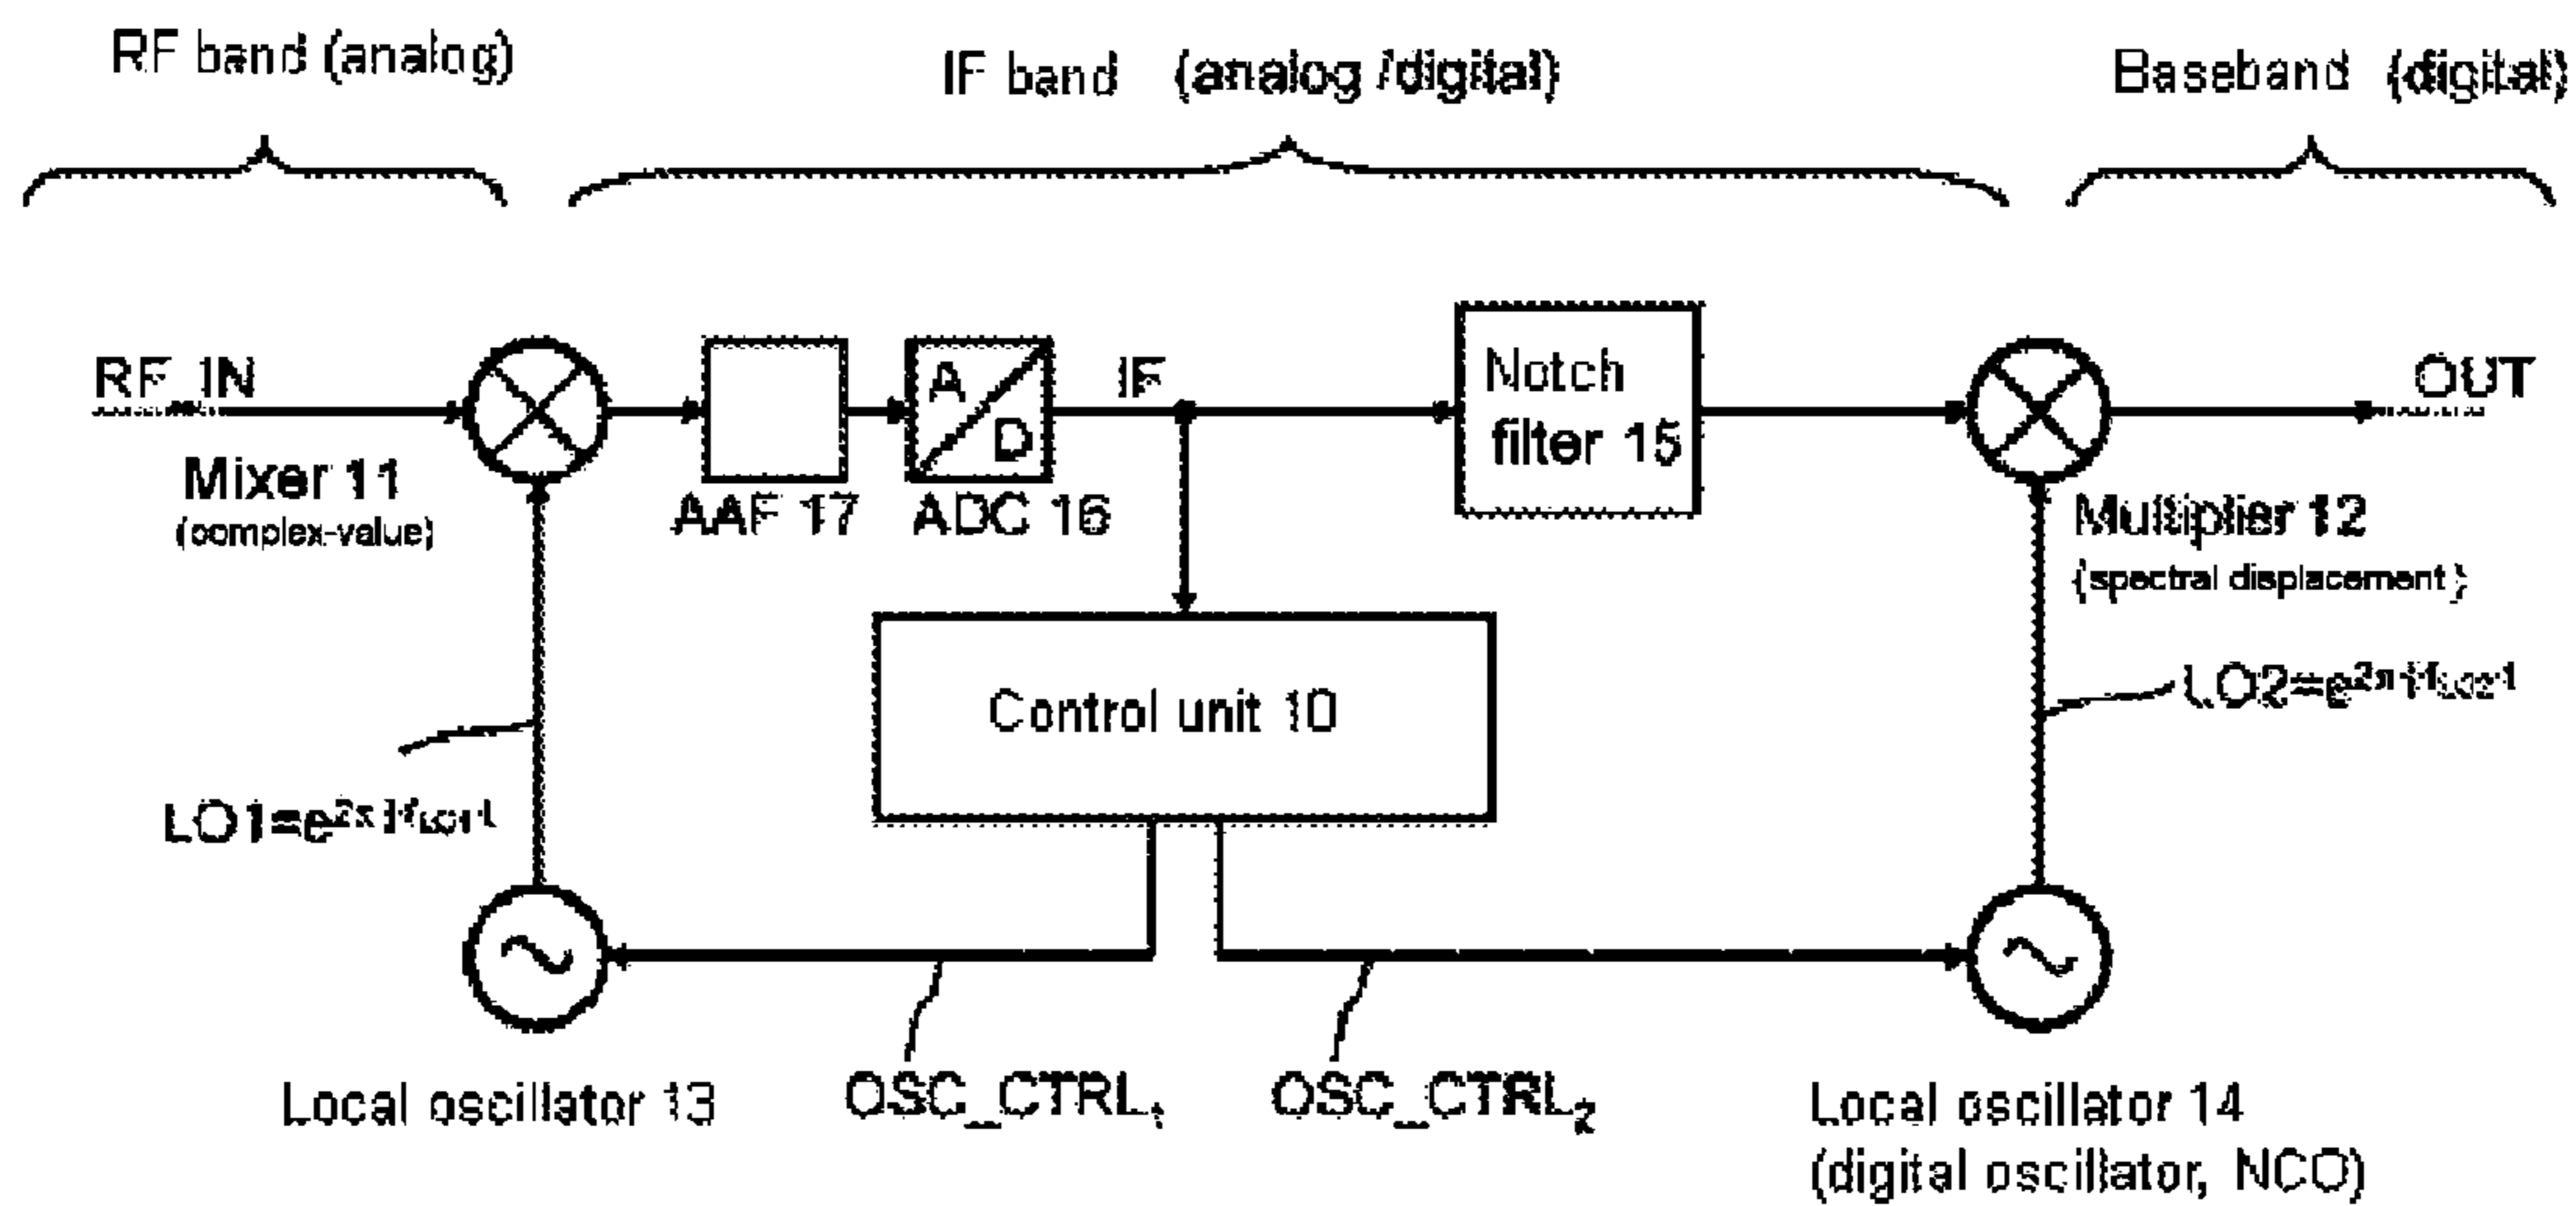 RF band (analog)
IF band (analog /digital)
Baseband (digital)
RF_IN
IF
OUT
A
D
Notch
filter 15
Mixer 11
(complex-value)
AAF 17
ADC 16
Multiplier 12
(spectral displacement)
Control unit 10
LO2=e
LO1=e
OSC_CTRL₁
OSC_CTRL₂
Local oscillator 13
Local oscillator 14
(digital oscillator, NCO)